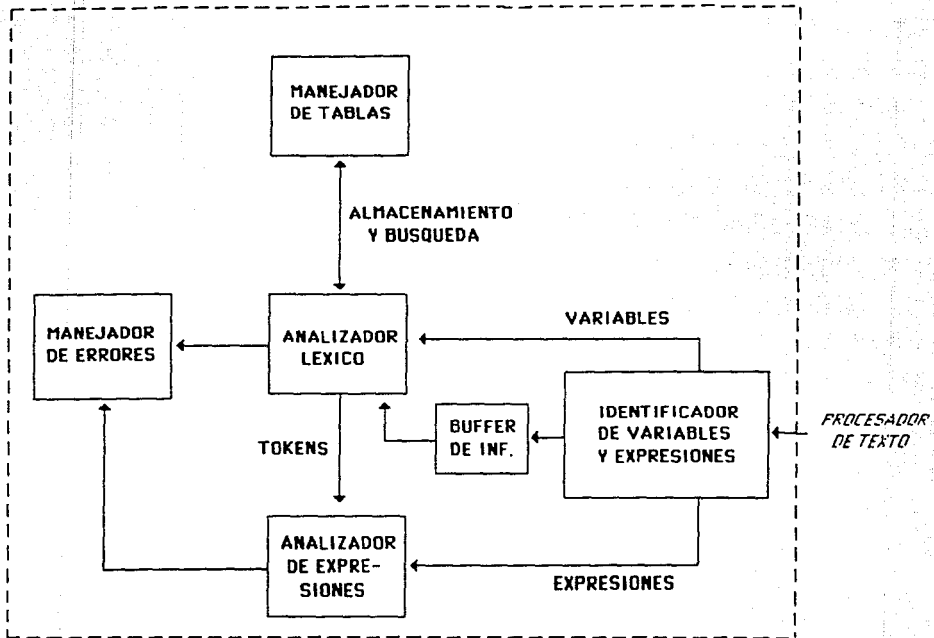 MANEJADOR
DE TABLAS
ALMACENAMIENTO
Y BUSQUEDA
MANEJADOR
DE ERRORES
ANALIZADOR
LEXICO
VARIABLES
BUFFER
DE INF.
IDENTIFICADOR
DE VARIABLES
Y EXPRESIONES
PROCESADOR
DE TEXTO
TOKENS
ANALIZADOR
DE EXPRE-
SIONES
EXPRESIONES